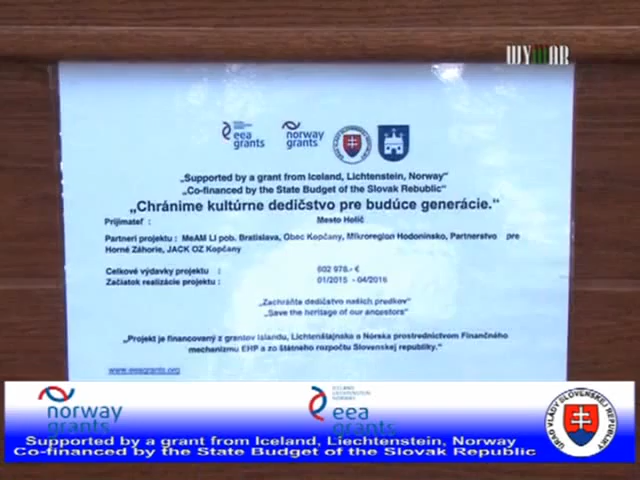 WYMAR
eea grants
norway grants
„Supported by a grant from Iceland, Lichtenstein, Norway“
„Co-financed by the State Budget of the Slovak Rebublic“
„Chránime kultúrne dedičstvo pre budúce generácie.“
Prijímateľ : Mesto Holíč
Partneri projektu : MeAM LI pob. Bratislava, Obec Kopčany, Mikroregion Hodonínsko, Partnerstvo pre
Horné Záhorie, JACK OZ Kopčany
Celkové výdavky projektu : 602 978.- €
Začiatok realizácie projektu : 01/2015 - 04/2016
„Zachráňte dedičstvo našich predkov“
„Save the heritage of our ancestors“
„Projekt je financovaný z grantov Islandu, Lichtenštajnska a Nórska prostredníctvom Finančného
mechanizmu EHP a zo štátneho rozpočtu Slovenskej republiky.“
www.eeagrants.org
norway grants
ICELAND
LIECHTENSTEIN
NORWAY
eea grants
ÚRAD VLÁDY SLOVENSKEJ REPUBLIKY
Supported by a grant from Iceland, Liechtenstein, Norway
Co-financed by the State Budget of the Slovak Republic